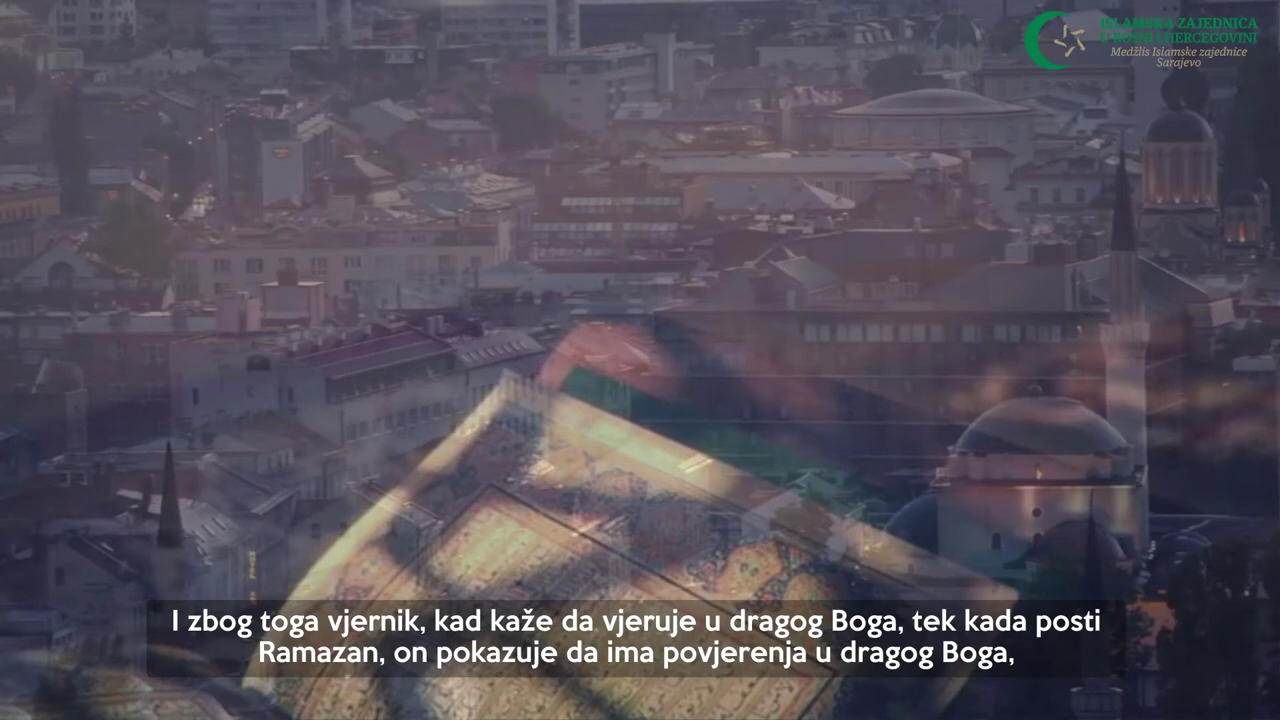 ISLAMSKA ZAJEDNICA
U BOSNI I HERCEGOVINI
Medžlis Islamske zajednice
Sarajevo
I zbog toga vjernik, kad kaže da vjeruje u dragog Boga, tek kada posti
Ramazan, on pokazuje da ima povjerenja u dragog Boga,